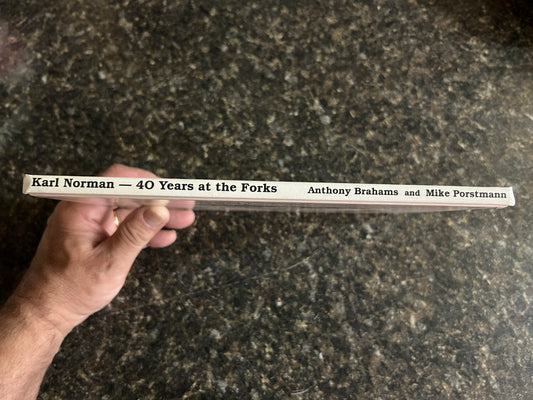 Karl Norman — 40 Years at the Forks Anthony Brahams and Mike Porstmann